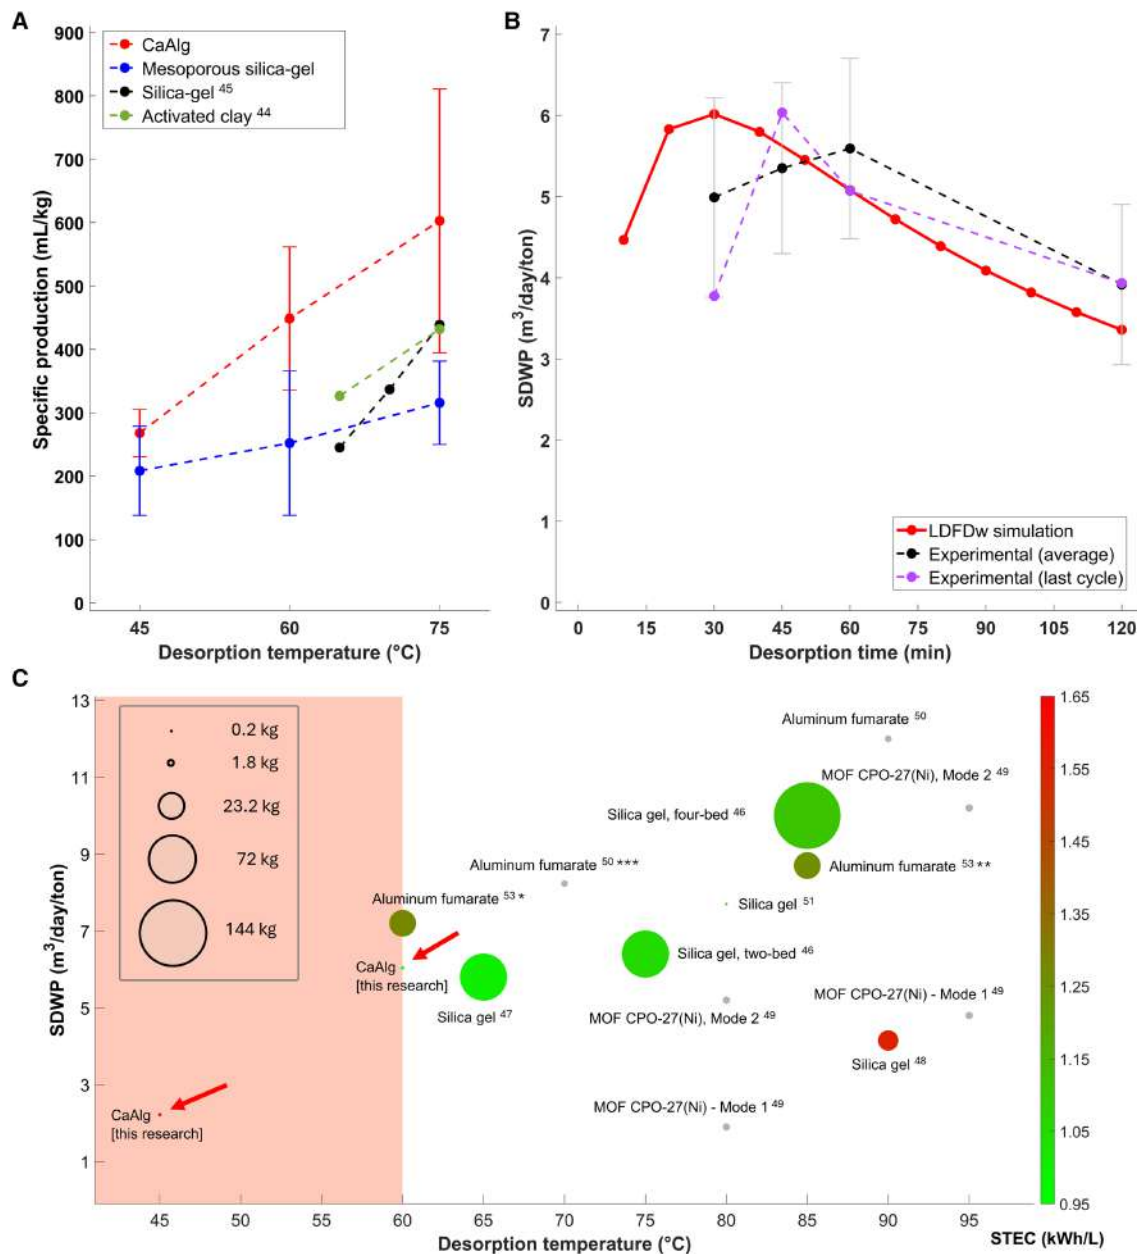 A
Specific production (mL/kg)
900
800
700
600
500
400
300
200
100
0
CaAlg
Mesoporous silica-gel
Silica-gel 45
Activated clay 44
45 60 75
Desorption temperature (°C)
B
SDWP (m³/day/ton)
7
6
5
4
3
2
1
0
LDFDw simulation
Experimental (average)
Experimental (last cycle)
0 15 30 45 60 75 90 105 120
Desorption time (min)
C
SDWP (m³/day/ton)
13
11
9
7
5
3
1
0.2 kg
1.8 kg
23.2 kg
72 kg
144 kg
Aluminum fumarate 50
MOF CPO-27(Ni), Mode 2 49
Silica gel, four-bed 46
Aluminum fumarate 53 **
Aluminum fumarate 50 ***
Aluminum fumarate 53 *
Silica gel 51
Silica gel, two-bed 46
CaAlg
[this research]
Silica gel 47
MOF CPO-27(Ni), Mode 2 49
MOF CPO-27(Ni) - Mode 1 49
Silica gel 48
MOF CPO-27(Ni) - Mode 1 49
CaAlg
[this research]
45 50 55 60 65 70 75 80 85 90 95
Desorption temperature (°C)
1.65
1.55
1.45
1.35
1.25
1.15
1.05
0.95
STEC (kWh/L)